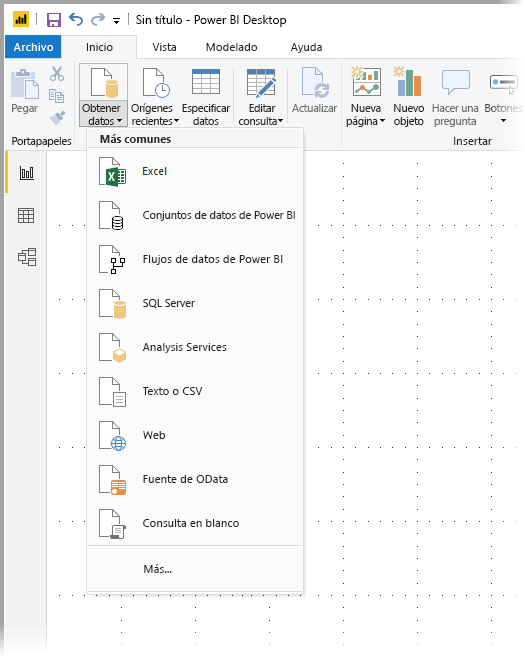 Sin título - Power BI Desktop
Archivo Inicio Vista Modelado Ayuda
Pegar
Obtener datos
Orígenes recientes
Especificar datos
Editar consulta
Actualizar
Nueva página
Nuevo objeto
Hacer una pregunta
Botones
Portapapeles
Insertar
Más comunes
Excel
Conjuntos de datos de Power BI
Flujos de datos de Power BI
SQL Server
Analysis Services
Texto o CSV
Web
Fuente de OData
Consulta en blanco
Más...